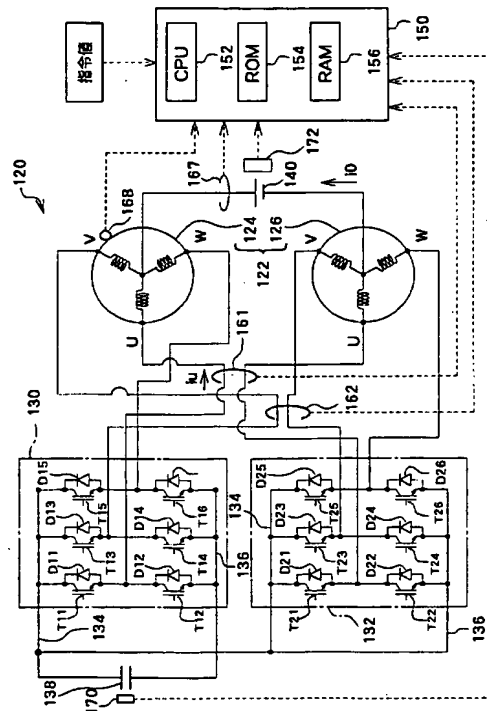 120
指令値
150
CPU
152
ROM
154
RAM
156
168
V
W
U
124
126
122
167
172
140
i0
V
W
U
iu
161
162
130
D15
D13
D11
T15
T13
T11
D14
D12
T16
T14
T12
134
136
138
170
D25
D23
D21
T25
T23
T21
D26
D24
D22
T26
T24
T22
134
132
136